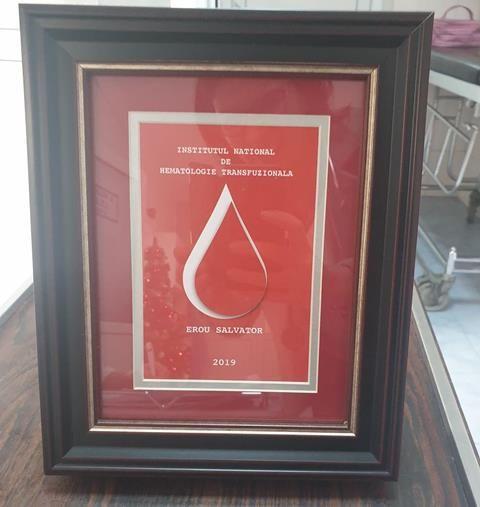 INSTITUTUL NATIONAL
DE
HEMATOLOGIE TRANSFUZIONALA
EROU SALVATOR
2019